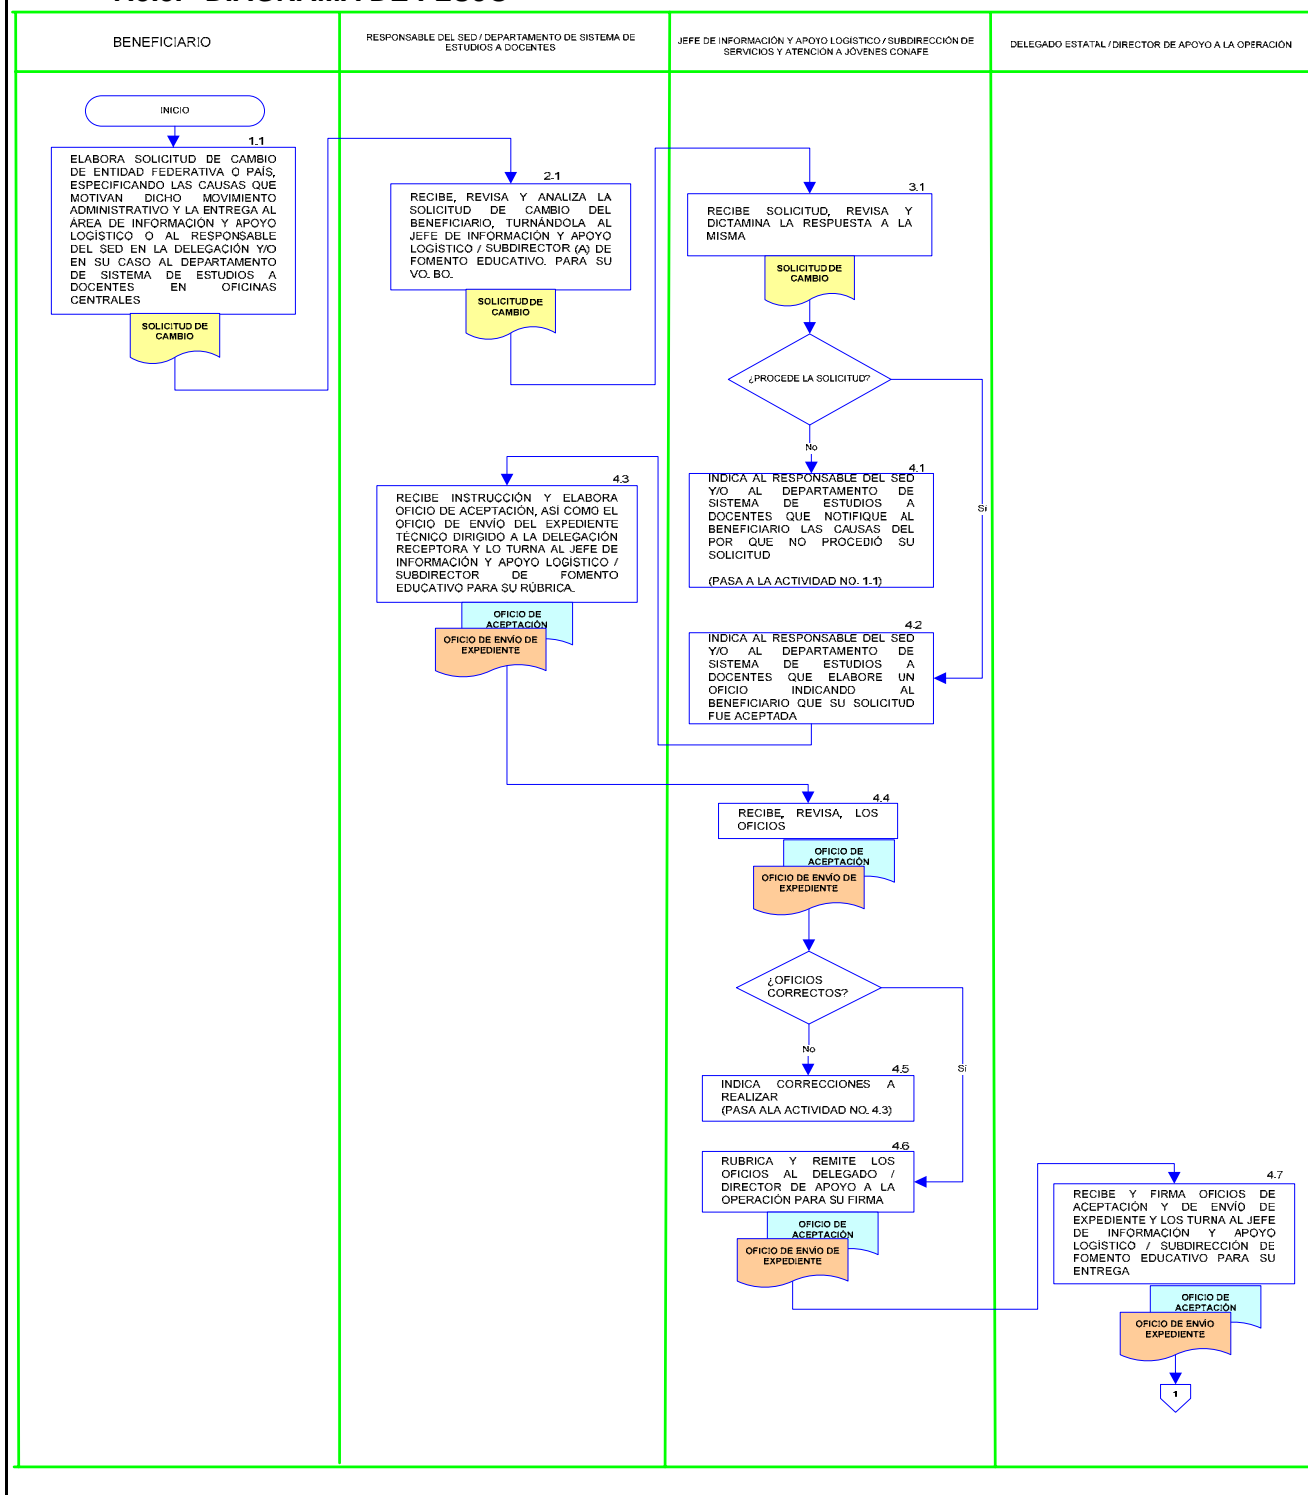 DIAGRAMA DE FLUJO
BENEFICIARIO
RESPONSABLE DEL SED / DEPARTAMENTO DE SISTEMA DE
ESTUDIOS A DOCENTES
JEFE DE INFORMACIÓN Y APOYO LOGÍSTICO / SUBDIRECCIÓN DE
SERVICIOS Y ATENCIÓN A JÓVENES CONAFE
DELEGADO ESTATAL / DIRECTOR DE APOYO A LA OPERACIÓN
INICIO
1.1
ELABORA SOLICITUD DE CAMBIO
DE ENTIDAD FEDERATIVA O PAÍS,
ESPECIFICANDO LAS CAUSAS QUE
MOTIVAN DICHO MOVIMIENTO
ADMINISTRATIVO Y LA ENTREGA AL
ÁREA DE INFORMACIÓN Y APOYO
LOGÍSTICO O AL RESPONSABLE
DEL SED EN LA DELEGACIÓN Y/O
EN SU CASO AL DEPARTAMENTO
DE SISTEMA DE ESTUDIOS A
DOCENTES EN OFICINAS
CENTRALES
SOLICITUD DE
CAMBIO
2.1
RECIBE, REVISA Y ANALIZA LA
SOLICITUD DE CAMBIO DEL
BENEFICIARIO, TURNÁNDOLA AL
JEFE DE INFORMACIÓN Y APOYO
LOGÍSTICO / SUBDIRECTOR (A) DE
FOMENTO EDUCATIVO. PARA SU
VO. BO.
SOLICITUD DE
CAMBIO
3.1
RECIBE SOLICITUD, REVISA Y
DICTAMINA LA RESPUESTA A LA
MISMA
SOLICITUD DE
CAMBIO
¿PROCEDE LA SOLICITUD?
No
Sí
4.1
INDICA AL RESPONSABLE DEL SED
Y/O AL DEPARTAMENTO DE
SISTEMA DE ESTUDIOS A
DOCENTES QUE NOTIFIQUE AL
BENEFICIARIO LAS CAUSAS DEL
POR QUE NO PROCEDIÓ SU
SOLICITUD
(PASA A LA ACTIVIDAD NO. 1.1)
4.2
INDICA AL RESPONSABLE DEL SED
Y/O AL DEPARTAMENTO DE
SISTEMA DE ESTUDIOS A
DOCENTES QUE ELABORE UN
OFICIO INDICANDO AL
BENEFICIARIO QUE SU SOLICITUD
FUE ACEPTADA
4.3
RECIBE INSTRUCCIÓN Y ELABORA
OFICIO DE ACEPTACIÓN, ASÍ COMO EL
OFICIO DE ENVÍO DEL EXPEDIENTE
TÉCNICO DIRIGIDO A LA DELEGACIÓN
RECEPTORA Y LO TURNA AL JEFE DE
INFORMACIÓN Y APOYO LOGÍSTICO /
SUBDIRECTOR DE FOMENTO
EDUCATIVO PARA SU RÚBRICA.
OFICIO DE
ACEPTACIÓN
OFICIO DE ENVÍO DE
EXPEDIENTE
4.4
RECIBE, REVISA, LOS
OFICIOS
OFICIO DE
ACEPTACIÓN
OFICIO DE ENVÍO DE
EXPEDIENTE
¿OFICIOS
CORRECTOS?
No
Sí
4.5
INDICA CORRECCIONES A
REALIZAR
(PASA ALA ACTIVIDAD NO. 4.3)
4.6
RUBRICA Y REMITE LOS
OFICIOS AL DELEGADO /
DIRECTOR DE APOYO A LA
OPERACIÓN PARA SU FIRMA
OFICIO DE
ACEPTACIÓN
OFICIO DE ENVÍO DE
EXPEDIENTE
4.7
RECIBE Y FIRMA OFICIOS DE
ACEPTACIÓN Y DE ENVÍO DE
EXPEDIENTE Y LOS TURNA AL JEFE
DE INFORMACIÓN Y APOYO
LOGÍSTICO / SUBDIRECCIÓN DE
FOMENTO EDUCATIVO PARA SU
ENTREGA
OFICIO DE
ACEPTACIÓN
OFICIO DE ENVÍO
EXPEDIENTE
1